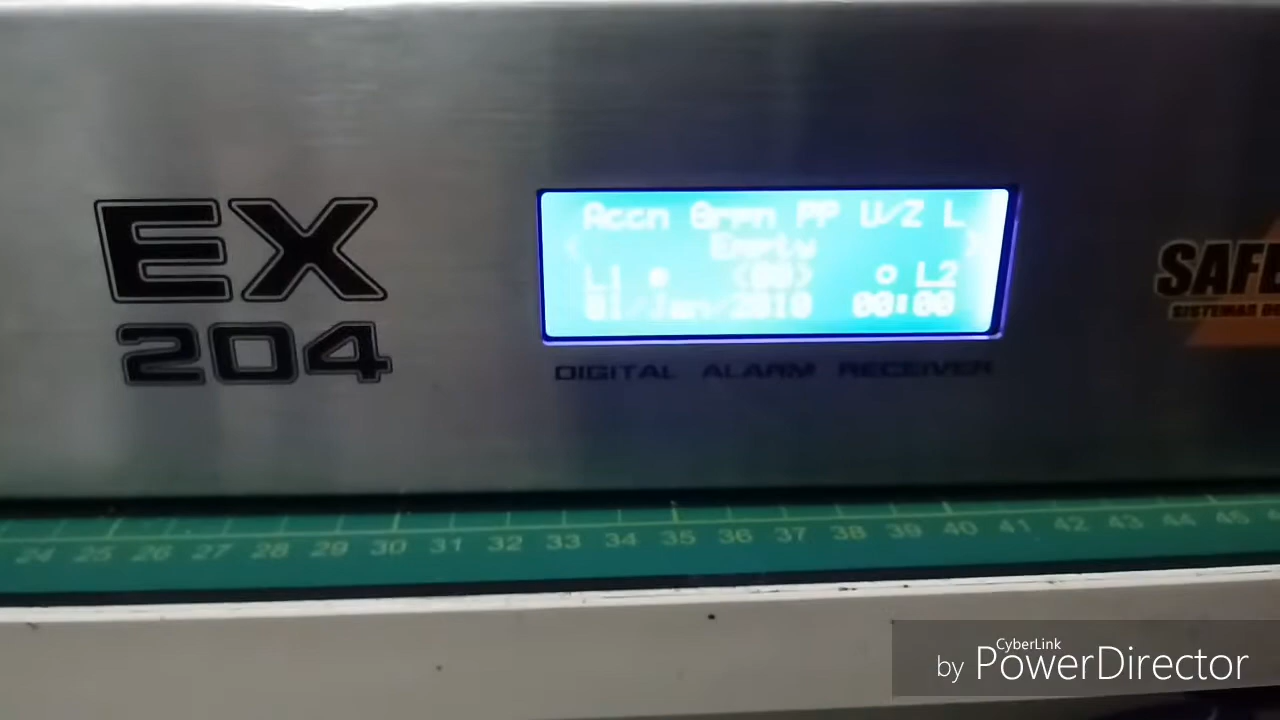 EX
204
Accn Grpn PP U/Z L
Empty
L1 (00) L2
01/Jan/2010 00:00
DIGITAL ALARM RECEIVER
SAFE
SISTEMAS
24 25 26 27 28 29 30 31 32 33 34 35 36 37 38 39 40 41 42 43 44 45
by CyberLink PowerDirector